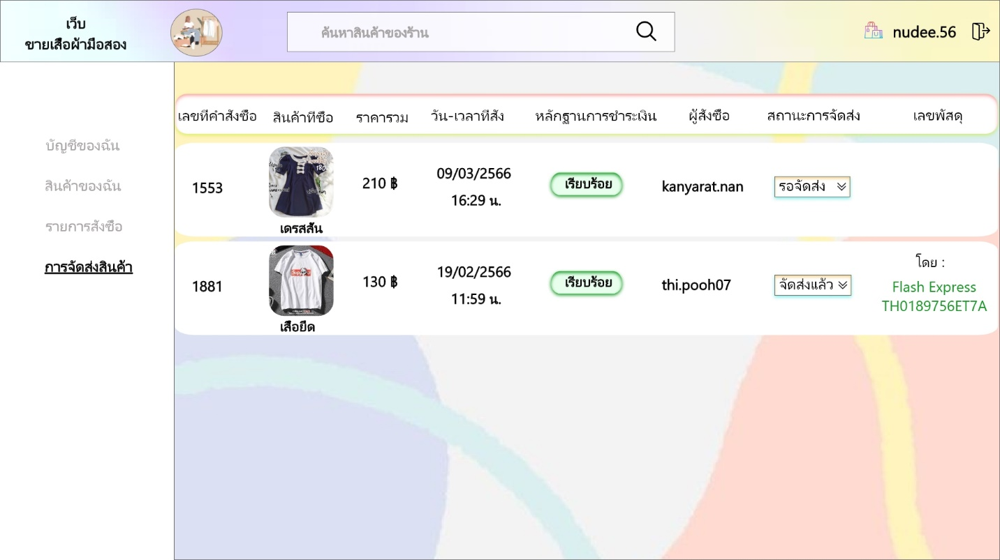 เว็บ
ขายเสื้อผ้ามือสอง
ค้นหาสินค้าของร้าน
nudee.56
บัญชีของฉัน
สินค้าของฉัน
รายการสั่งซื้อ
การจัดส่งสินค้า
เลขที่คำสั่งซื้อ สินค้าที่ซื้อ ราคารวม วัน-เวลาที่สั่ง หลักฐานการชำระเงิน ผู้สั่งซื้อ สถานะการจัดส่ง เลขพัสดุ
1553
180
เดรสสั้น
210 ฿
09/03/2566
16:29 น.
เรียบร้อย
kanyarat.nan
รอจัดส่ง
1881
เสื้อยืด
130 ฿
19/02/2566
11:59 น.
เรียบร้อย
thi.pooh07
จัดส่งแล้ว
โดย :
Flash Express
TH0189756ET7A